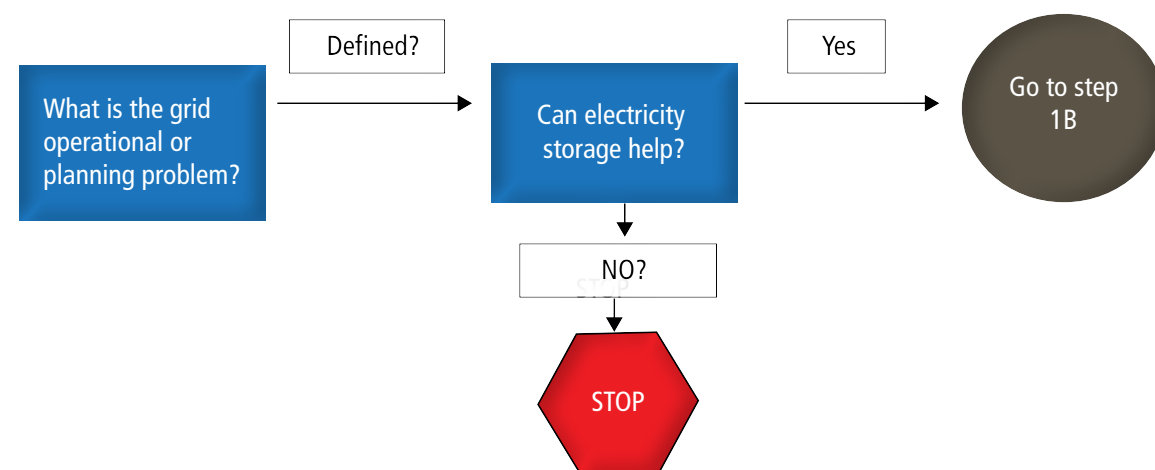 Defined?
Yes
What is the grid
operational or
planning problem?
Can electricity
storage help?
Go to step
1B
NO?
STOP
STOP